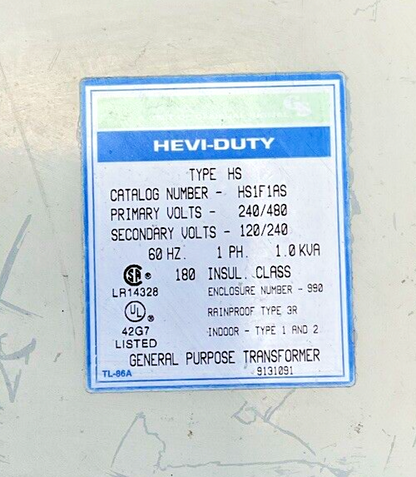 HEVI-DUTY
TYPE HS
CATALOG NUMBER - HS1F1AS
PRIMARY VOLTS - 240/480
SECONDARY VOLTS - 120/240
60 HZ. 1 PH. 1.0 KVA
SA ® 180 INSUL. CLASS
LR14328 ENCLOSURE NUMBER - 990
UL ® RAINPROOF TYPE 3R
42G7 INDOOR - TYPE 1 AND 2
LISTED
GENERAL PURPOSE TRANSFORMER
TL-86A 9131091